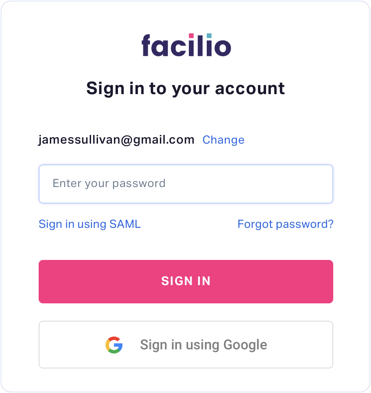 facilio
Sign in to your account
jamessullivan@gmail.com Change
Enter your password
Sign in using SAML Forgot password?
SIGN IN
Sign in using Google